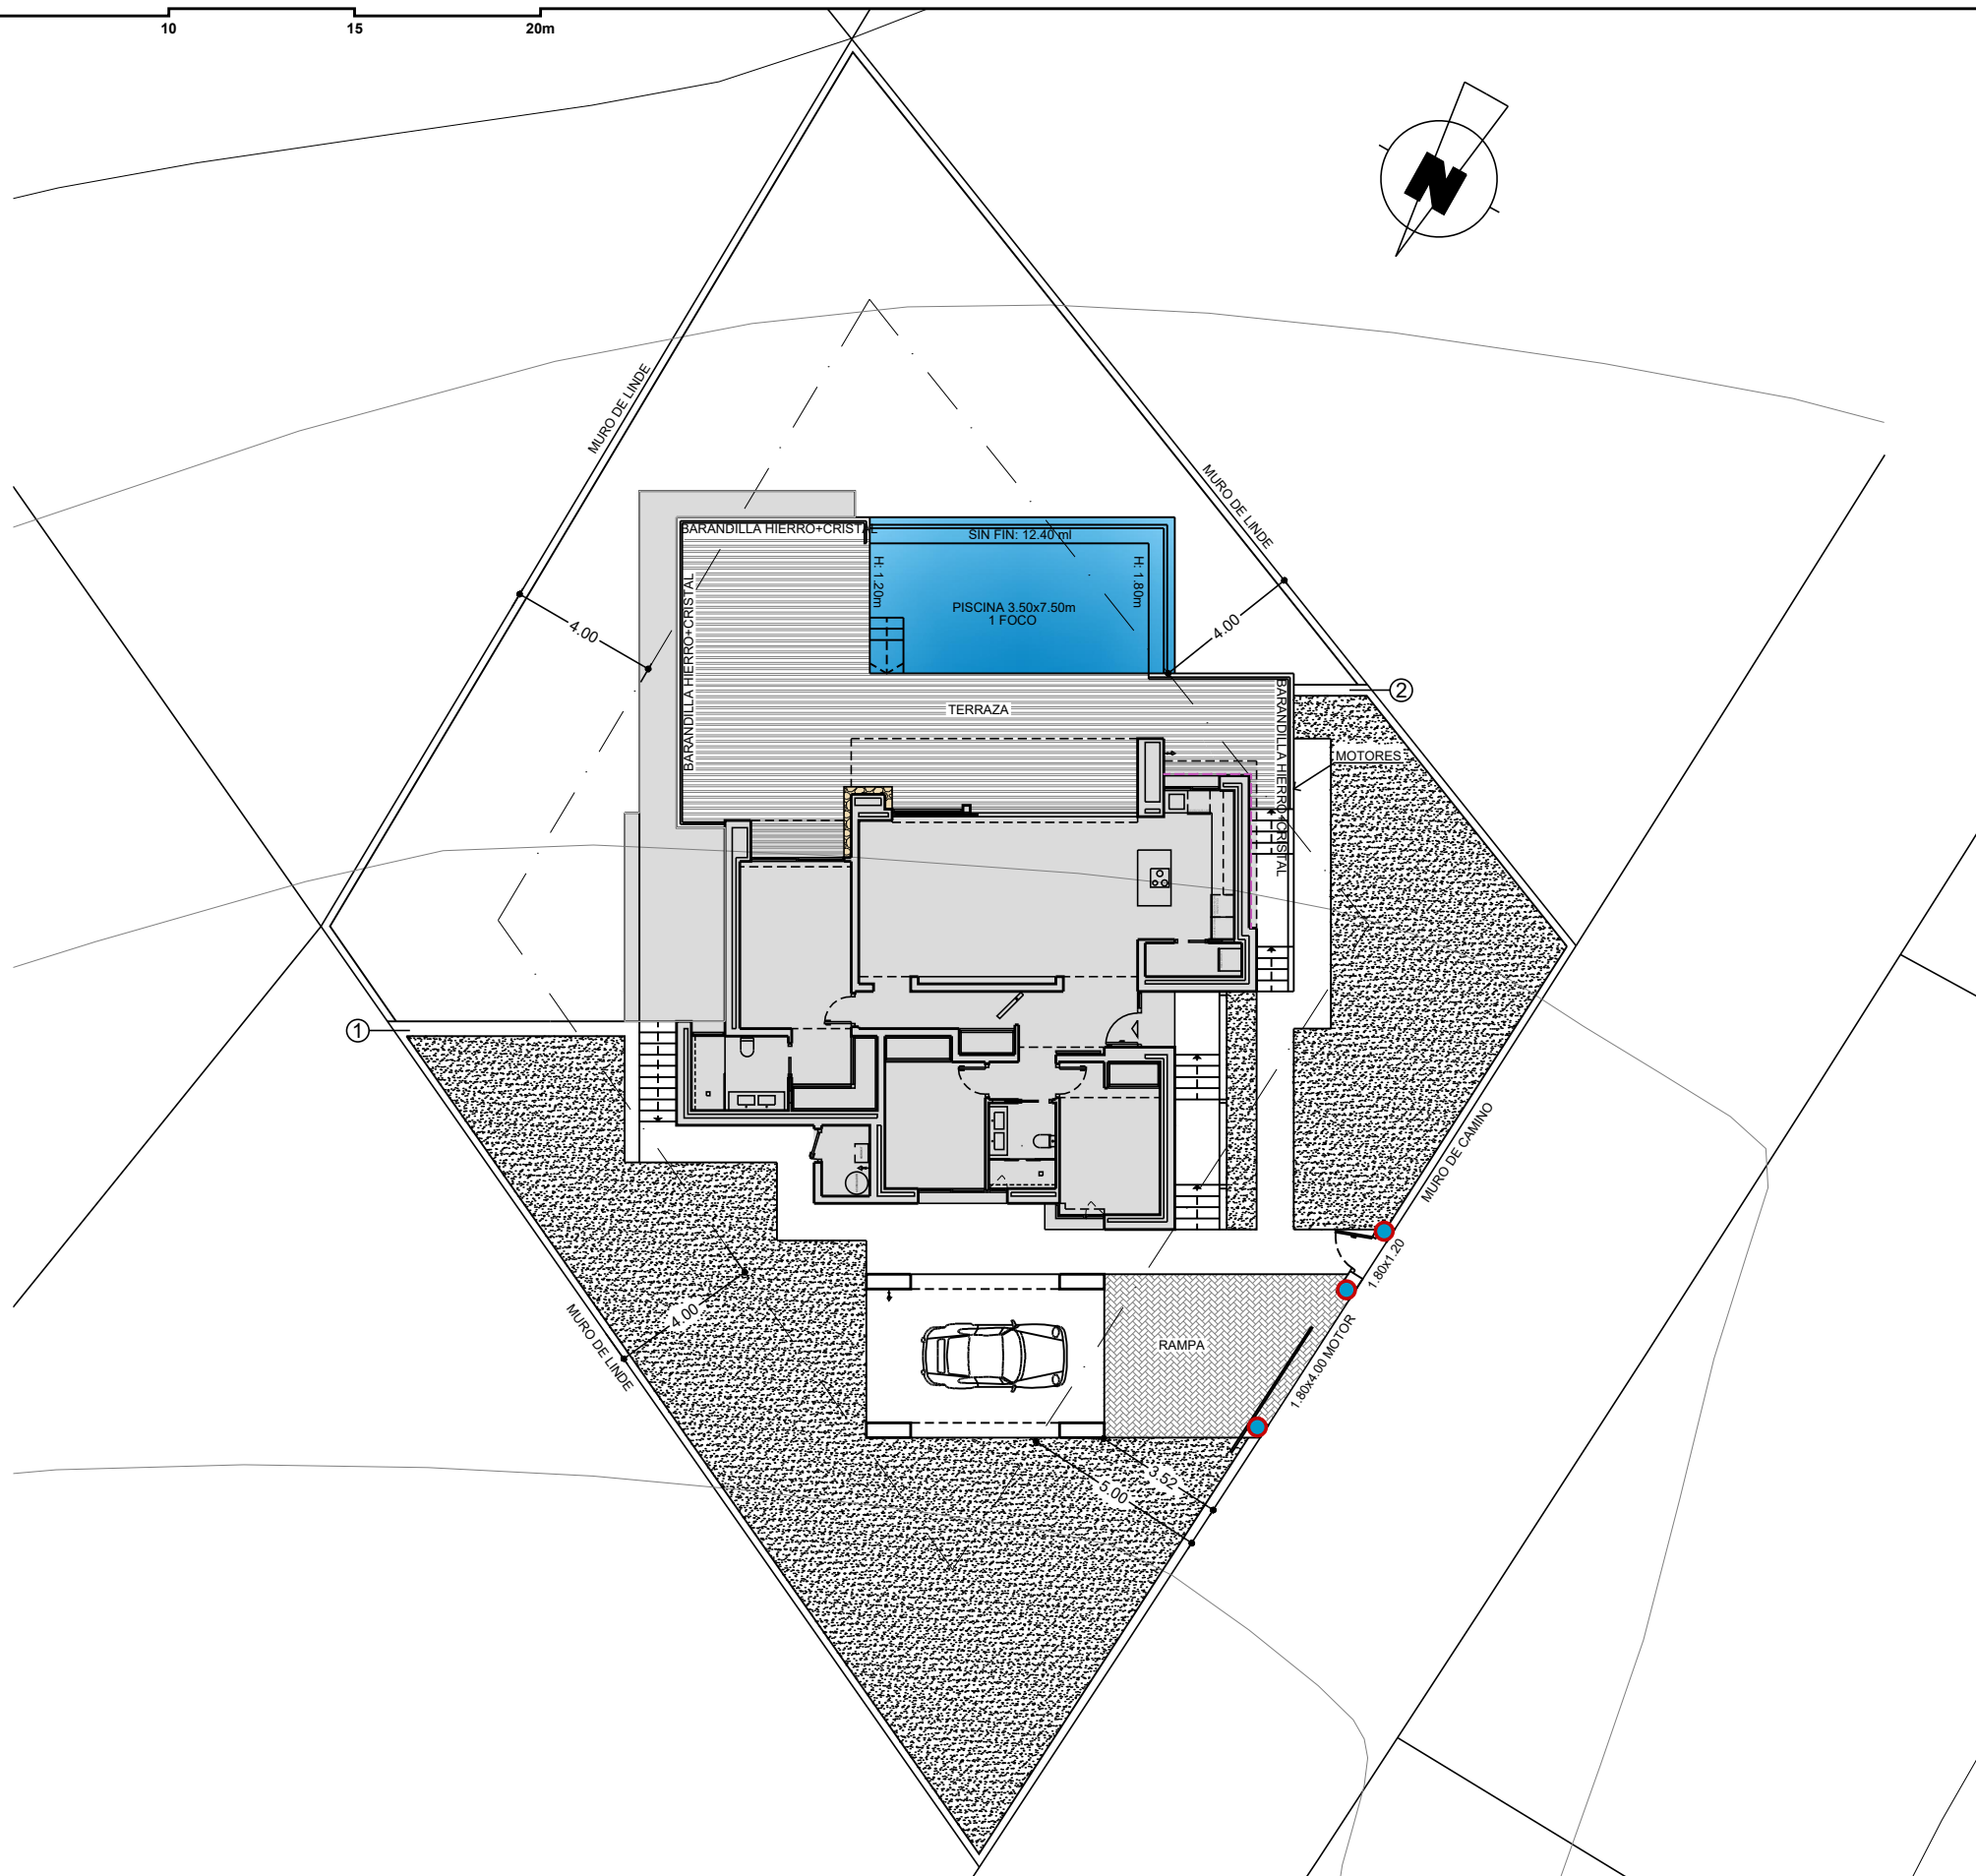 10
15
20m
N
MURO DE LINDE
MURO DE LINDE
BARANDILLA HIERRO+CRISTAL
SIN FIN: 12.40 ml
H: 1.20m
H: 1.80m
PISCINA 3.50x7.50m
1 FOCO
BARANDILLA HIERRO+CRISTAL
4.00
4.00
2
TERRAZA
BARANDILLA HIERRO+CRISTAL
MOTORES
1
MURO DE CAMINO
1.80x1.20
4.00
MURO DE LINDE
RAMPA
1.80x4.00 MOTOR
3.52
5.00